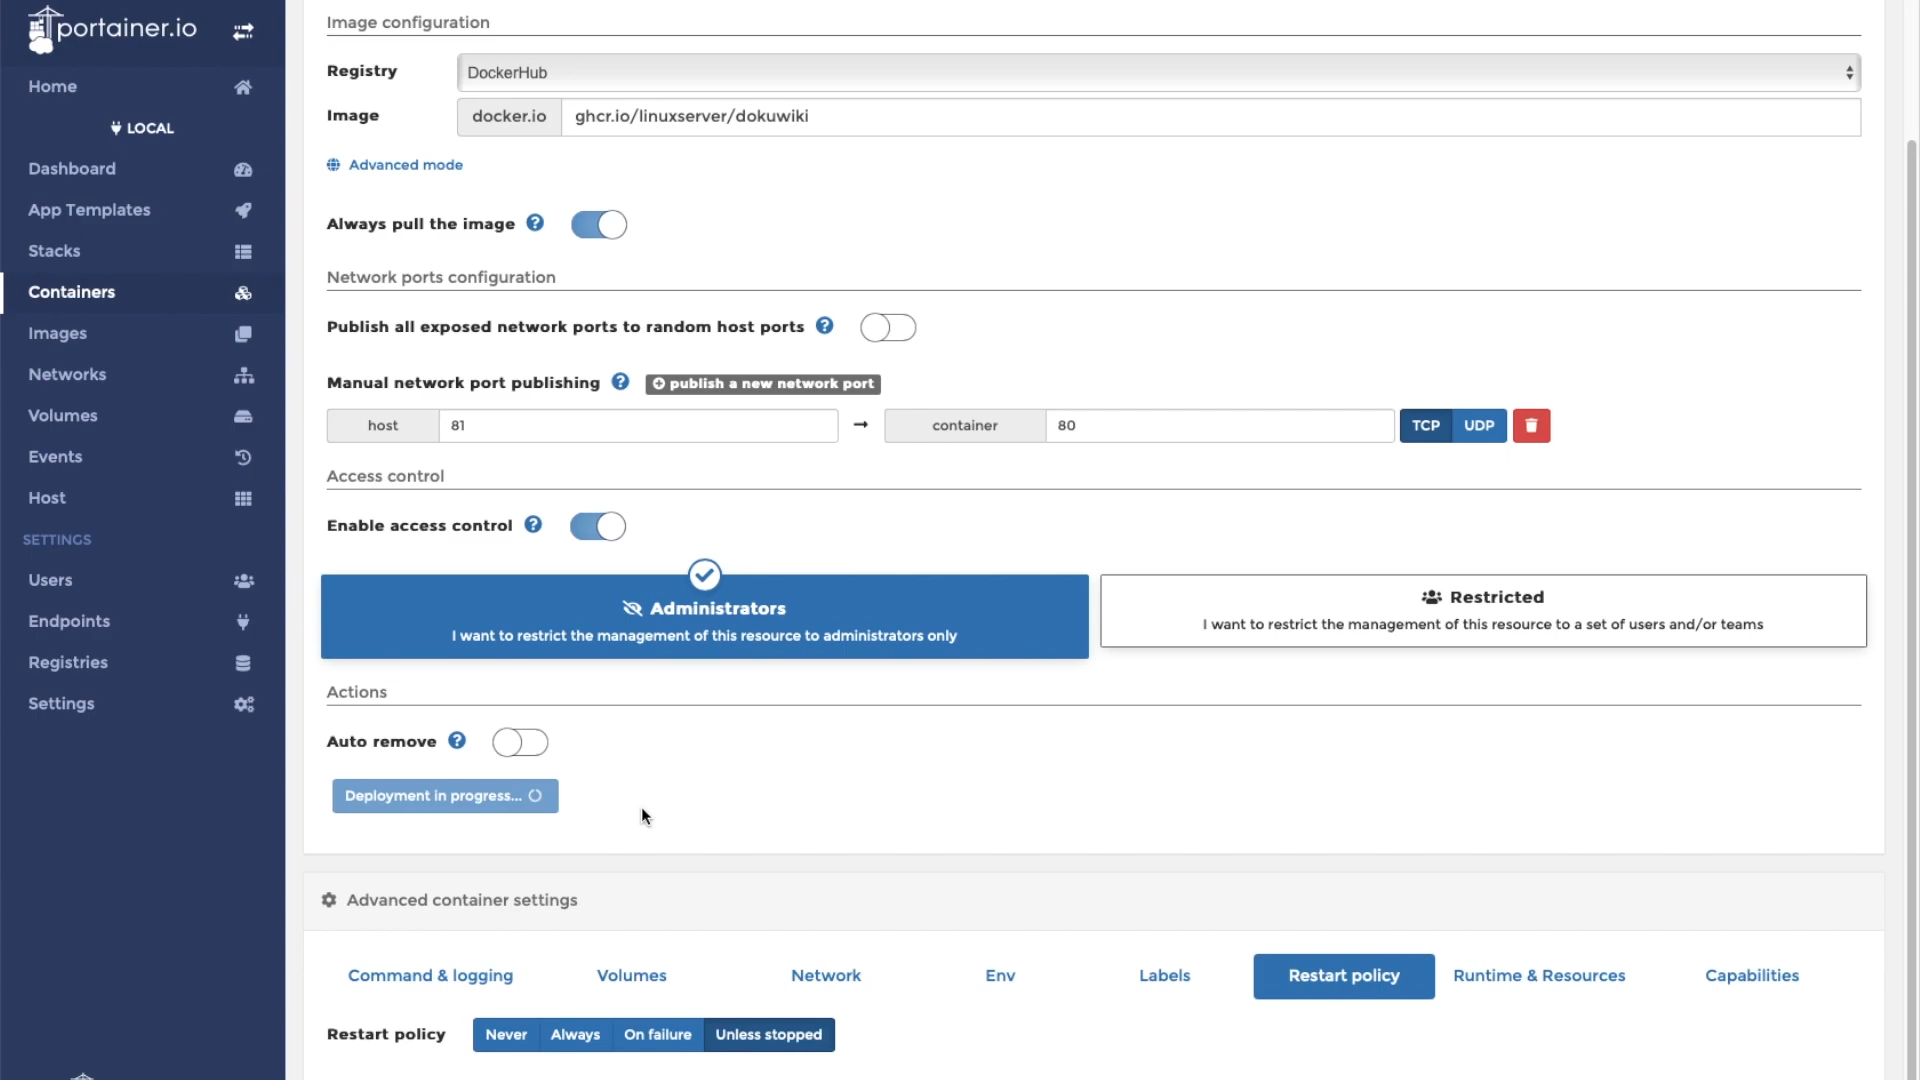 portainer.io
Home
LOCAL
Dashboard
App Templates
Stacks
Containers
Images
Networks
Volumes
Events
Host
SETTINGS
Users
Endpoints
Registries
Settings
Image configuration
Registry DockerHub
Image docker.io ghcr.io/linuxserver/dokuwiki
Advanced mode
Always pull the image
Network ports configuration
Publish all exposed network ports to random host ports
Manual network port publishing publish a new network port
host 81 → container 80 TCP UDP
Access control
Enable access control
Administrators
I want to restrict the management of this resource to administrators only
Restricted
I want to restrict the management of this resource to a set of users and/or teams
Actions
Auto remove
Deployment in progress...
Advanced container settings
Command & logging Volumes Network Env Labels Restart policy Runtime & Resources Capabilities
Restart policy Never Always On failure Unless stopped